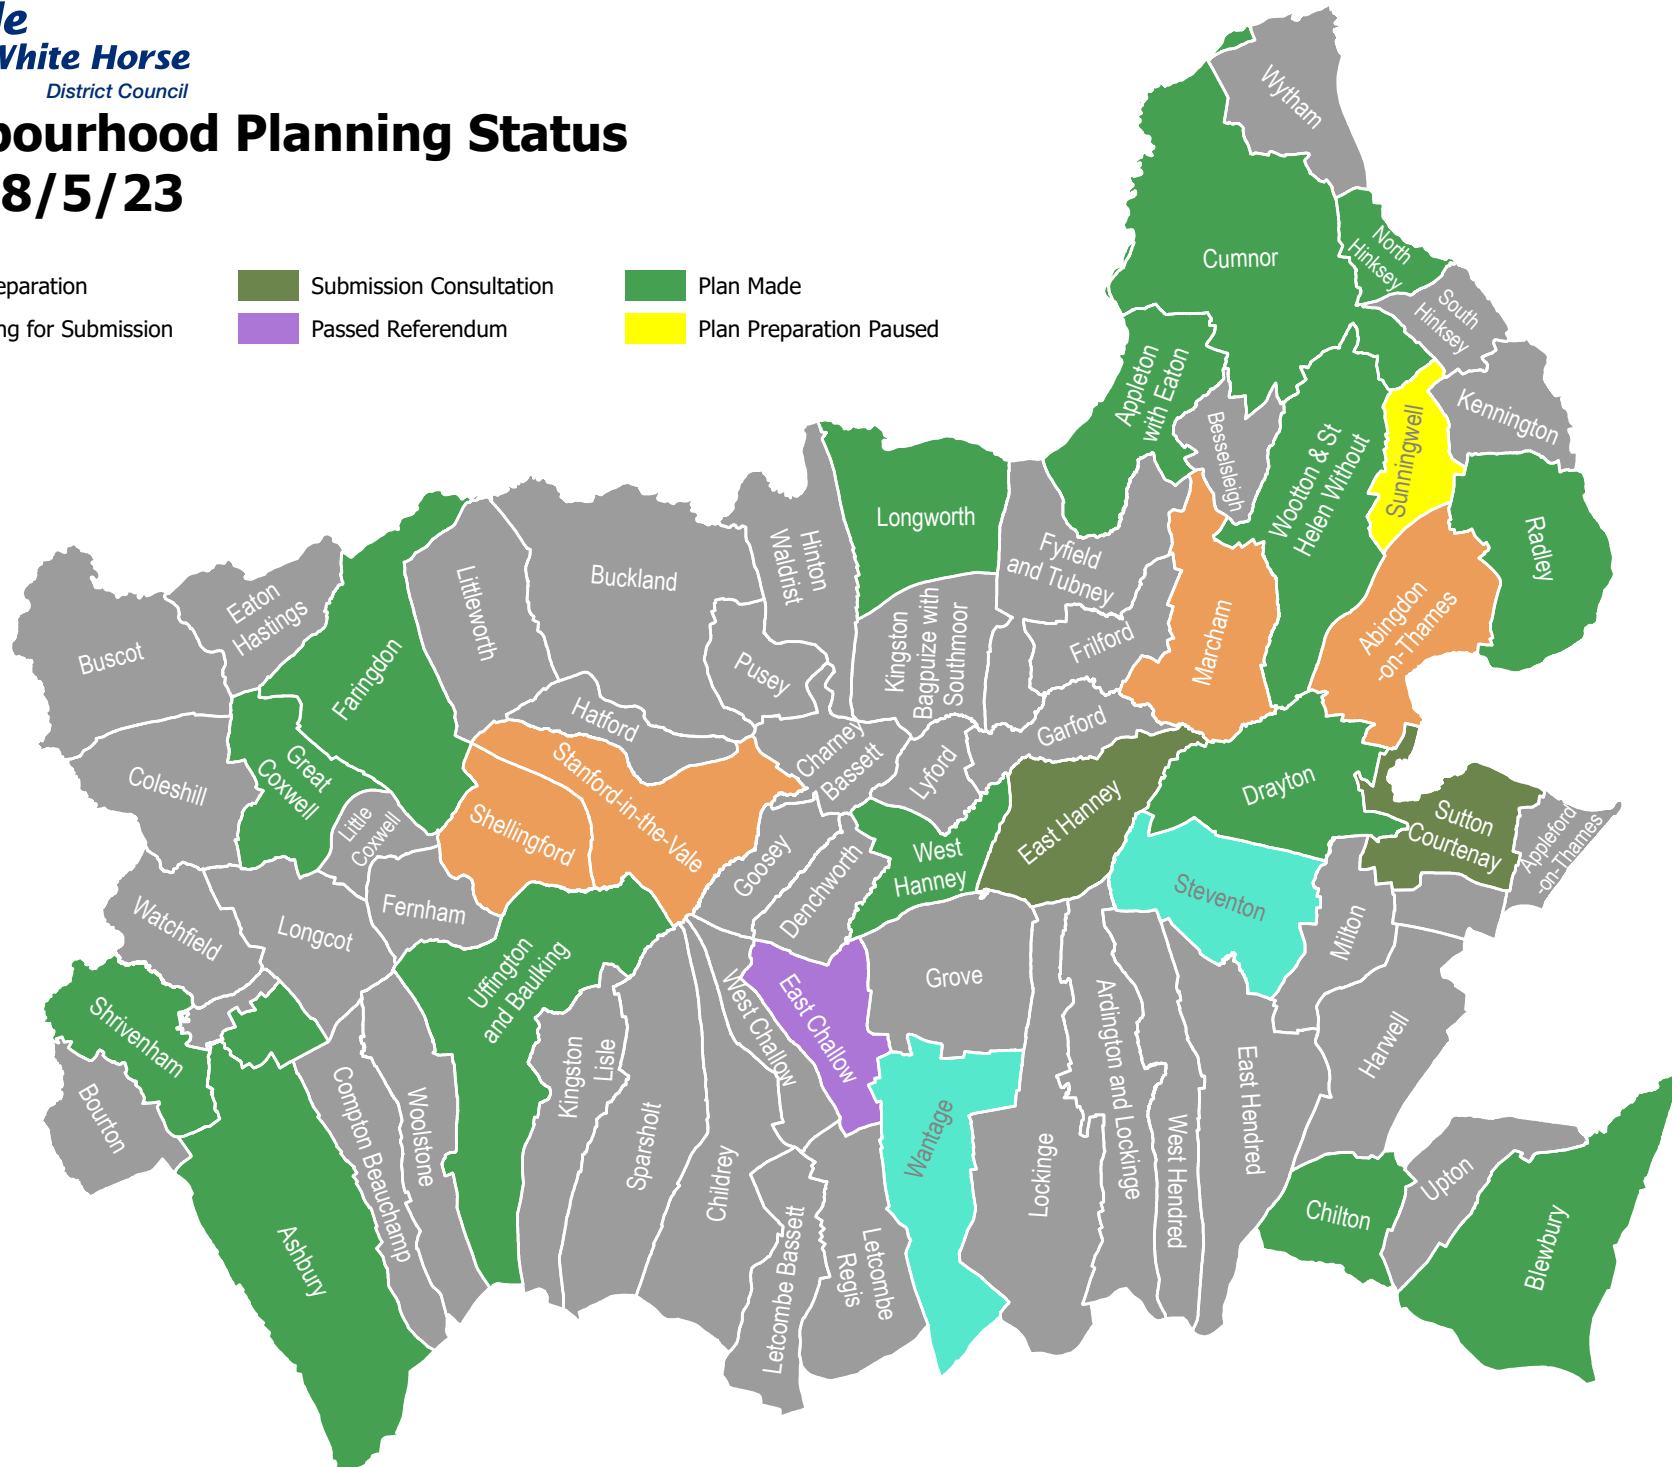 le
White Horse
District Council
bourhood Planning Status
8/5/23
eparation
Submission Consultation
Plan Made
ng for Submission
Passed Referendum
Plan Preparation Paused
Wytham
Cumnor
North
Hinksey
South
Hinksey
Kennington
Appleton
with Eaton
Besselsleigh
Wootton & St
Helen Without
Sunningwell
Radley
Longworth
Hinton
Waldrist
Fyfield
and Tubney
Buckland
Littleworth
Eaton
Hastings
Buscot
Faringdon
Pusey
Kingston
Bagpuize with
Southmoor
Frilford
Marcham
Abingdon
-on-Thames
Hatford
Charney
Bassett
Lyford
Garford
Coleshill
Great
Coxwell
Little
Coxwell
Stanford-in-the-Vale
Shellingford
Drayton
East Hanney
Sutton
Courtenay
Appleford
-on-Thames
West
Hanney
Goosey
Denchworth
Fernham
Steventon
Milton
Watchfield
Longcot
Uffington
and Baulking
Grove
West Challow
East Challow
Shrivenham
Ardington and Lockinge
Harwell
Kingston
Lisle
Bourton
Compton Beauchamp
Woolstone
Sparsholt
Childrey
Wantage
Lockinge
West Hendred
East Hendred
Upton
Chilton
Ashbury
Letcombe Bassett
Letcombe
Regis
Blewbury